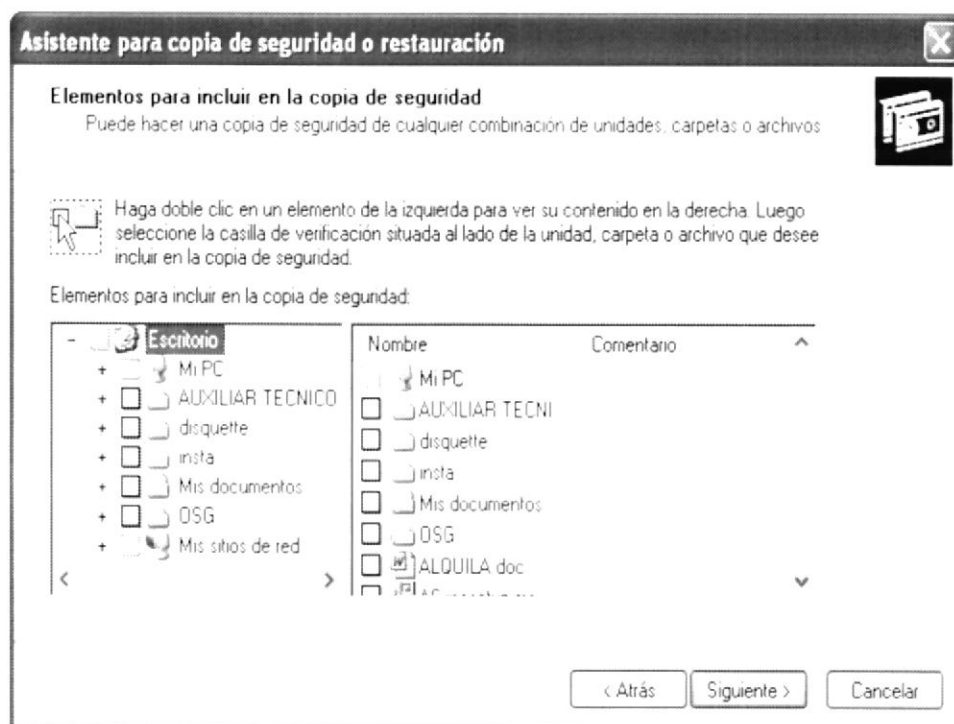 Asistente para copia de seguridad o restauración
Elementos para incluir en la copia de seguridad
Puede hacer una copia de seguridad de cualquier combinación de unidades, carpetas o archivos
Haga doble clic en un elemento de la izquierda para ver su contenido en la derecha. Luego
seleccione la casilla de verificación situada al lado de la unidad, carpeta o archivo que desee
incluir en la copia de seguridad.
Elementos para incluir en la copia de seguridad:
Escritorio
Mi PC
AUXILIAR TECNICO
disquette
insta
Mis documentos
OSG
Mis sitios de red
Nombre Comentario
Mi PC
AUXILIAR TECNI
disquette
insta
Mis documentos
OSG
ALQUILA doc
< Atrás Siguiente > Cancelar